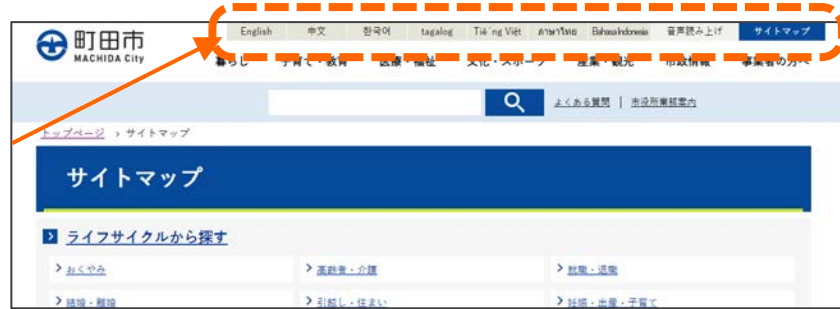 English 中文 한국어 tagalog Tiếng Việt ภาษาไทย Bahasa Indonesia 音声読み上げ サイトマップ
町田市
MACHIDA City
暮らし 子育て・教育 医療・福祉 文化・スポーツ 産業・観光 市政情報 事業者の方へ
よくある質問 | 市役所業務案内
トップページ > サイトマップ
サイトマップ
ライフサイクルから探す
おくやみ 高齢者・介護 就職・退職
結婚・離婚 引越し・住まい 妊娠・出産・子育て